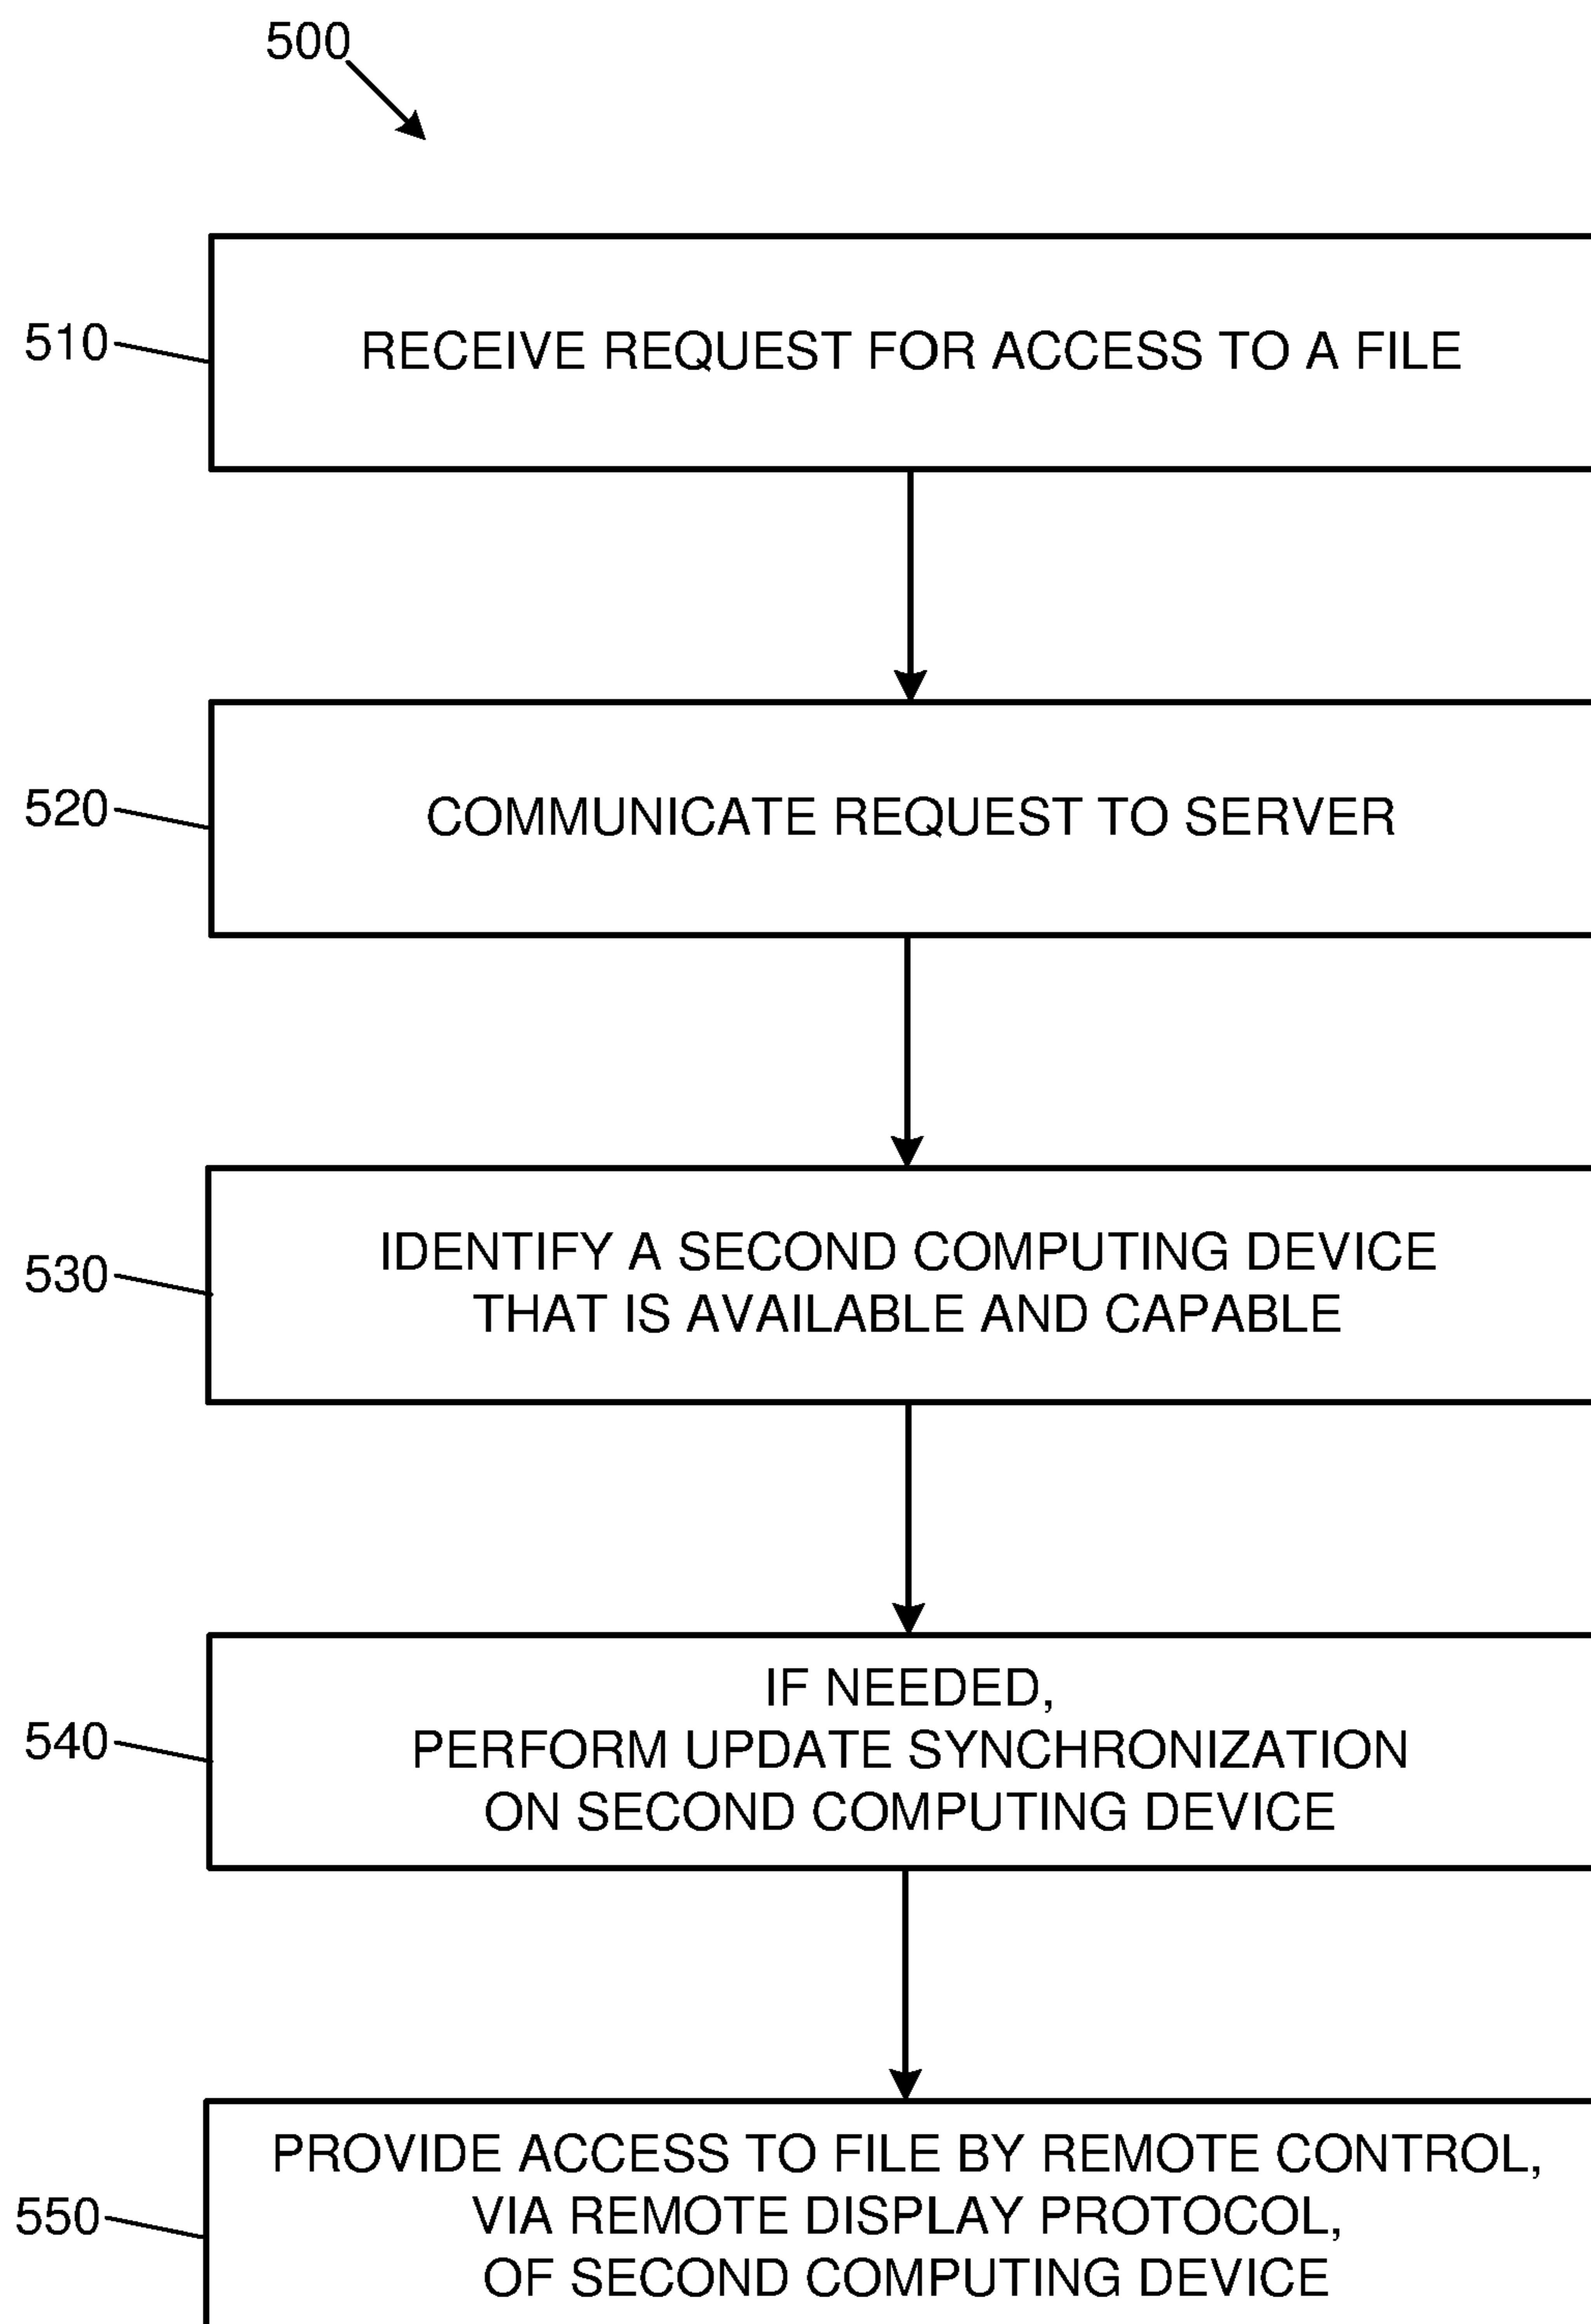 500
510
RECEIVE REQUEST FOR ACCESS TO A FILE
520
COMMUNICATE REQUEST TO SERVER
530
IDENTIFY A SECOND COMPUTING DEVICE
THAT IS AVAILABLE AND CAPABLE
540
IF NEEDED,
PERFORM UPDATE SYNCHRONIZATION
ON SECOND COMPUTING DEVICE
550
PROVIDE ACCESS TO FILE BY REMOTE CONTROL,
VIA REMOTE DISPLAY PROTOCOL,
OF SECOND COMPUTING DEVICE